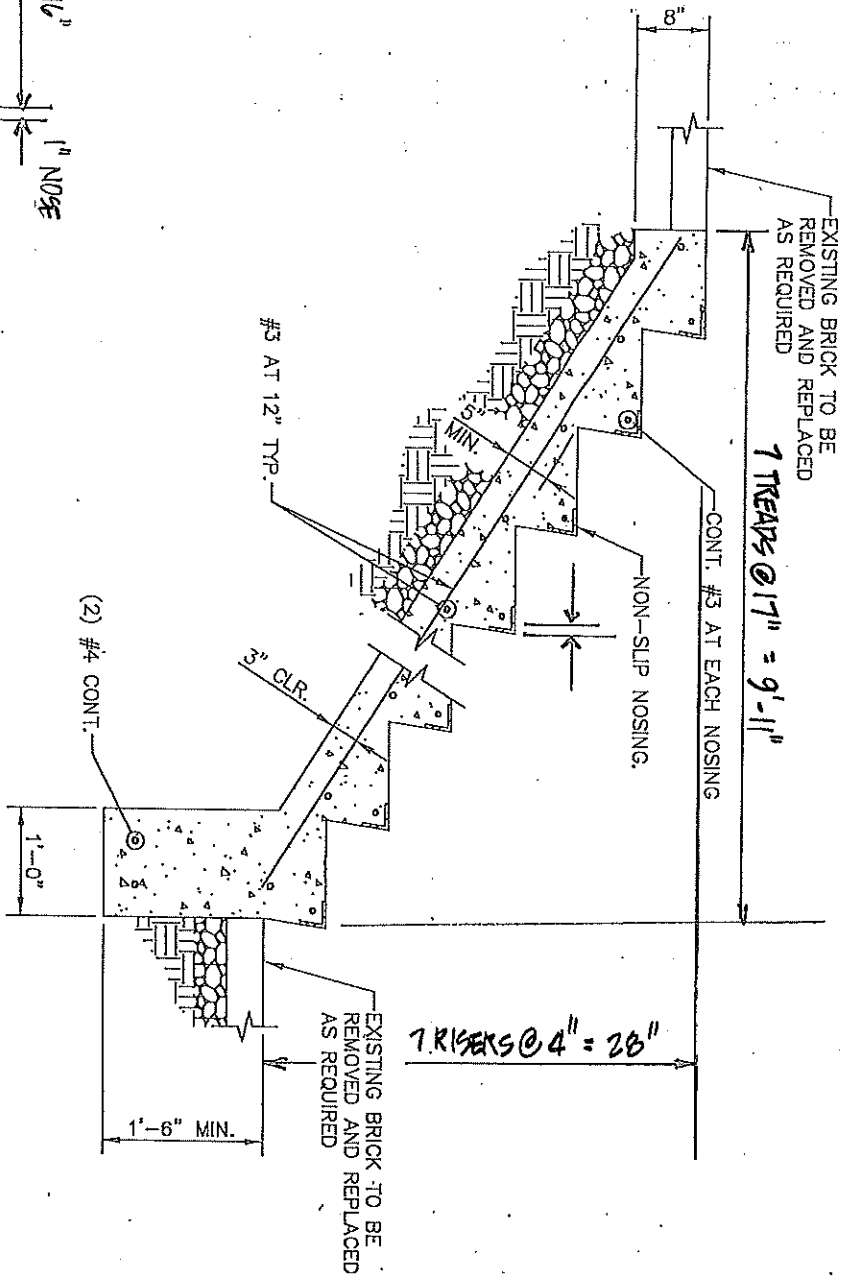 8"
EXISTING BRICK TO BE
REMOVED AND REPLACED
AS REQUIRED
7 TREADS @ 17" = 9'-11"
CONT. #3 AT EACH NOSING
NON-SLIP NOSING.
5"
MIN.
#3 AT 12" TYP.
3" CLR.
(2) #4 CONT.
1'-0"
7 RISERS @ 4" = 28"
EXISTING BRICK TO BE
REMOVED AND REPLACED
AS REQUIRED
1'-6" MIN.
1" NOSE